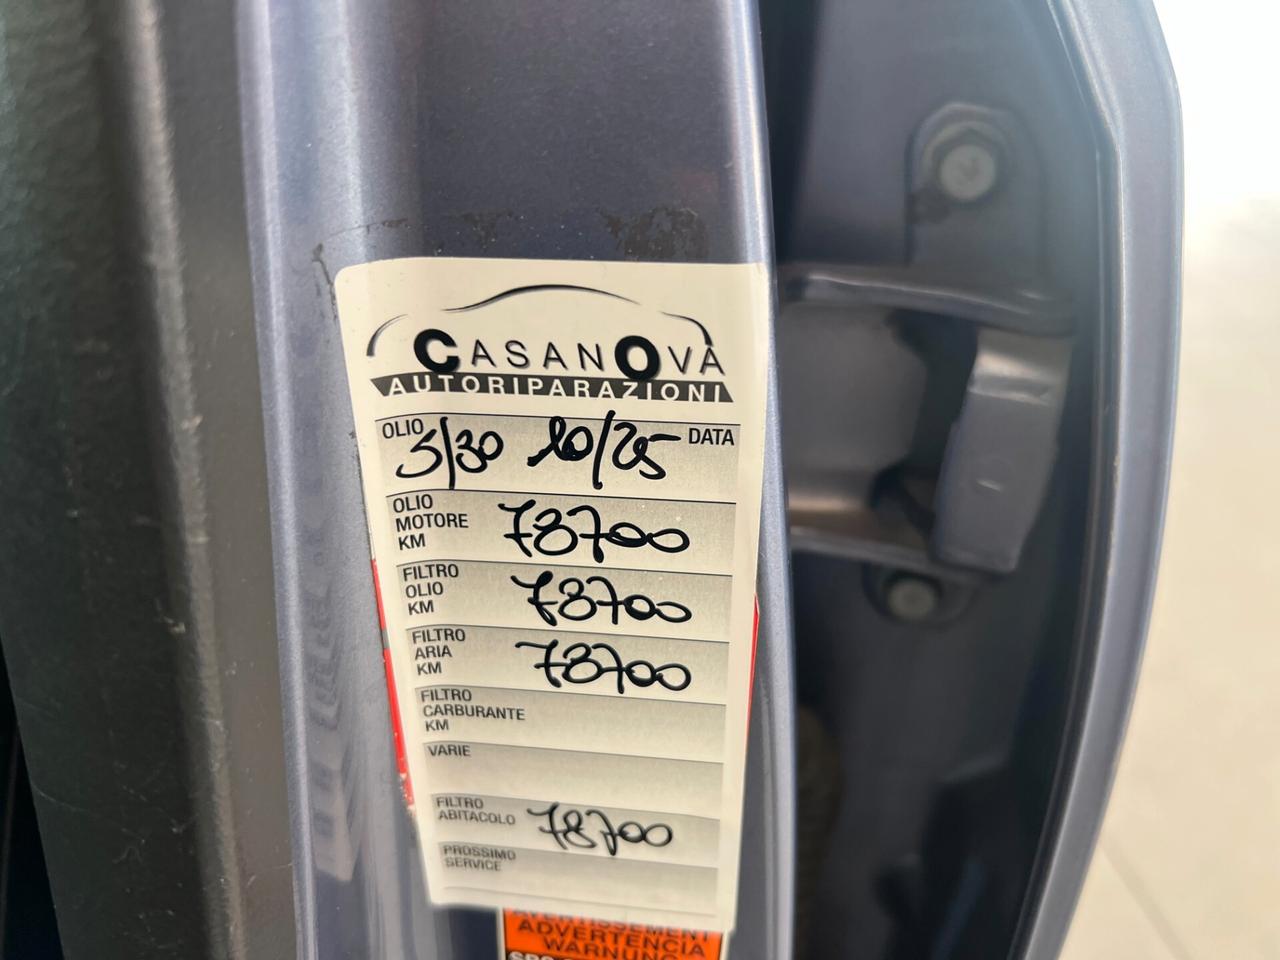 CASANOVA
AUTORIPARAZIONI
OLIO 5/30 10/25 DATA
OLIO
MOTORE
KM 78700
FILTRO
OLIO
KM 78700
FILTRO
ARIA
KM 78700
FILTRO
CARBURANTE
KM
VARIE
FILTRO
ABITACOLO 78700
PROSSIMO
SERVICE
AVERTISSEMENT
ADVERTENCIA
WARNUNG